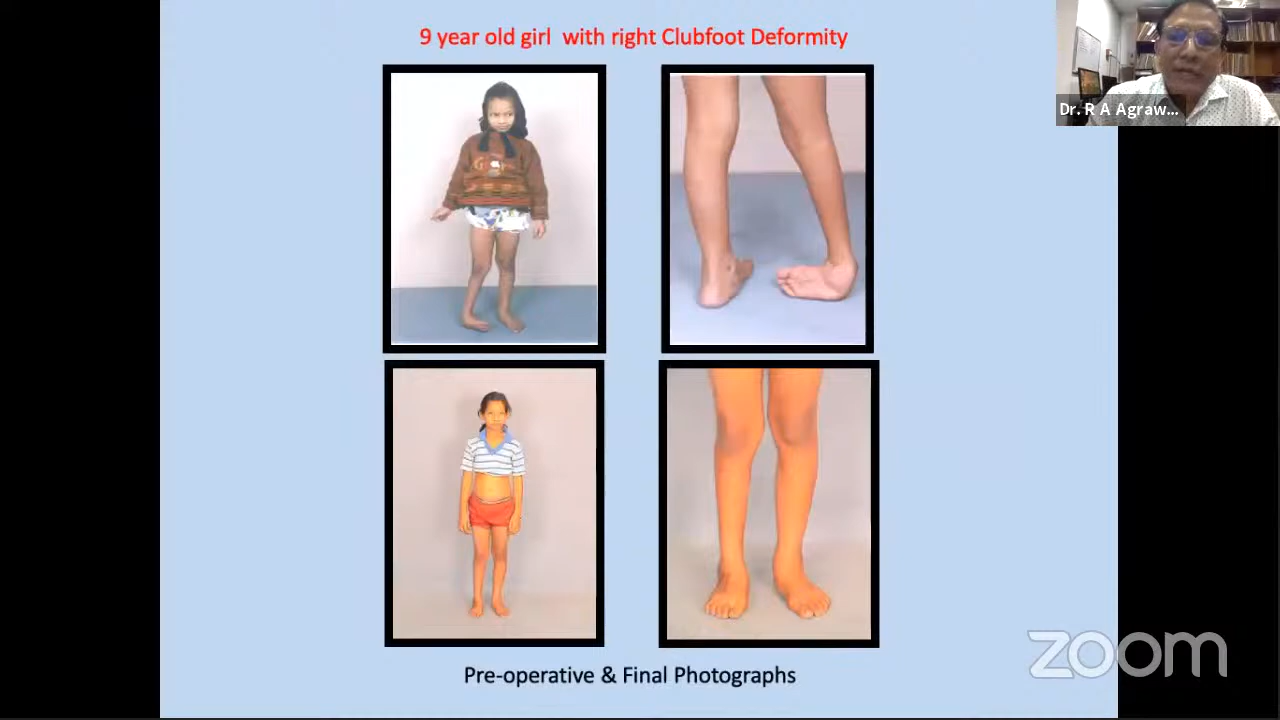 9 year old girl with right Clubfoot Deformity
Dr. R A Agraw...
Pre-operative & Final Photographs
zoom